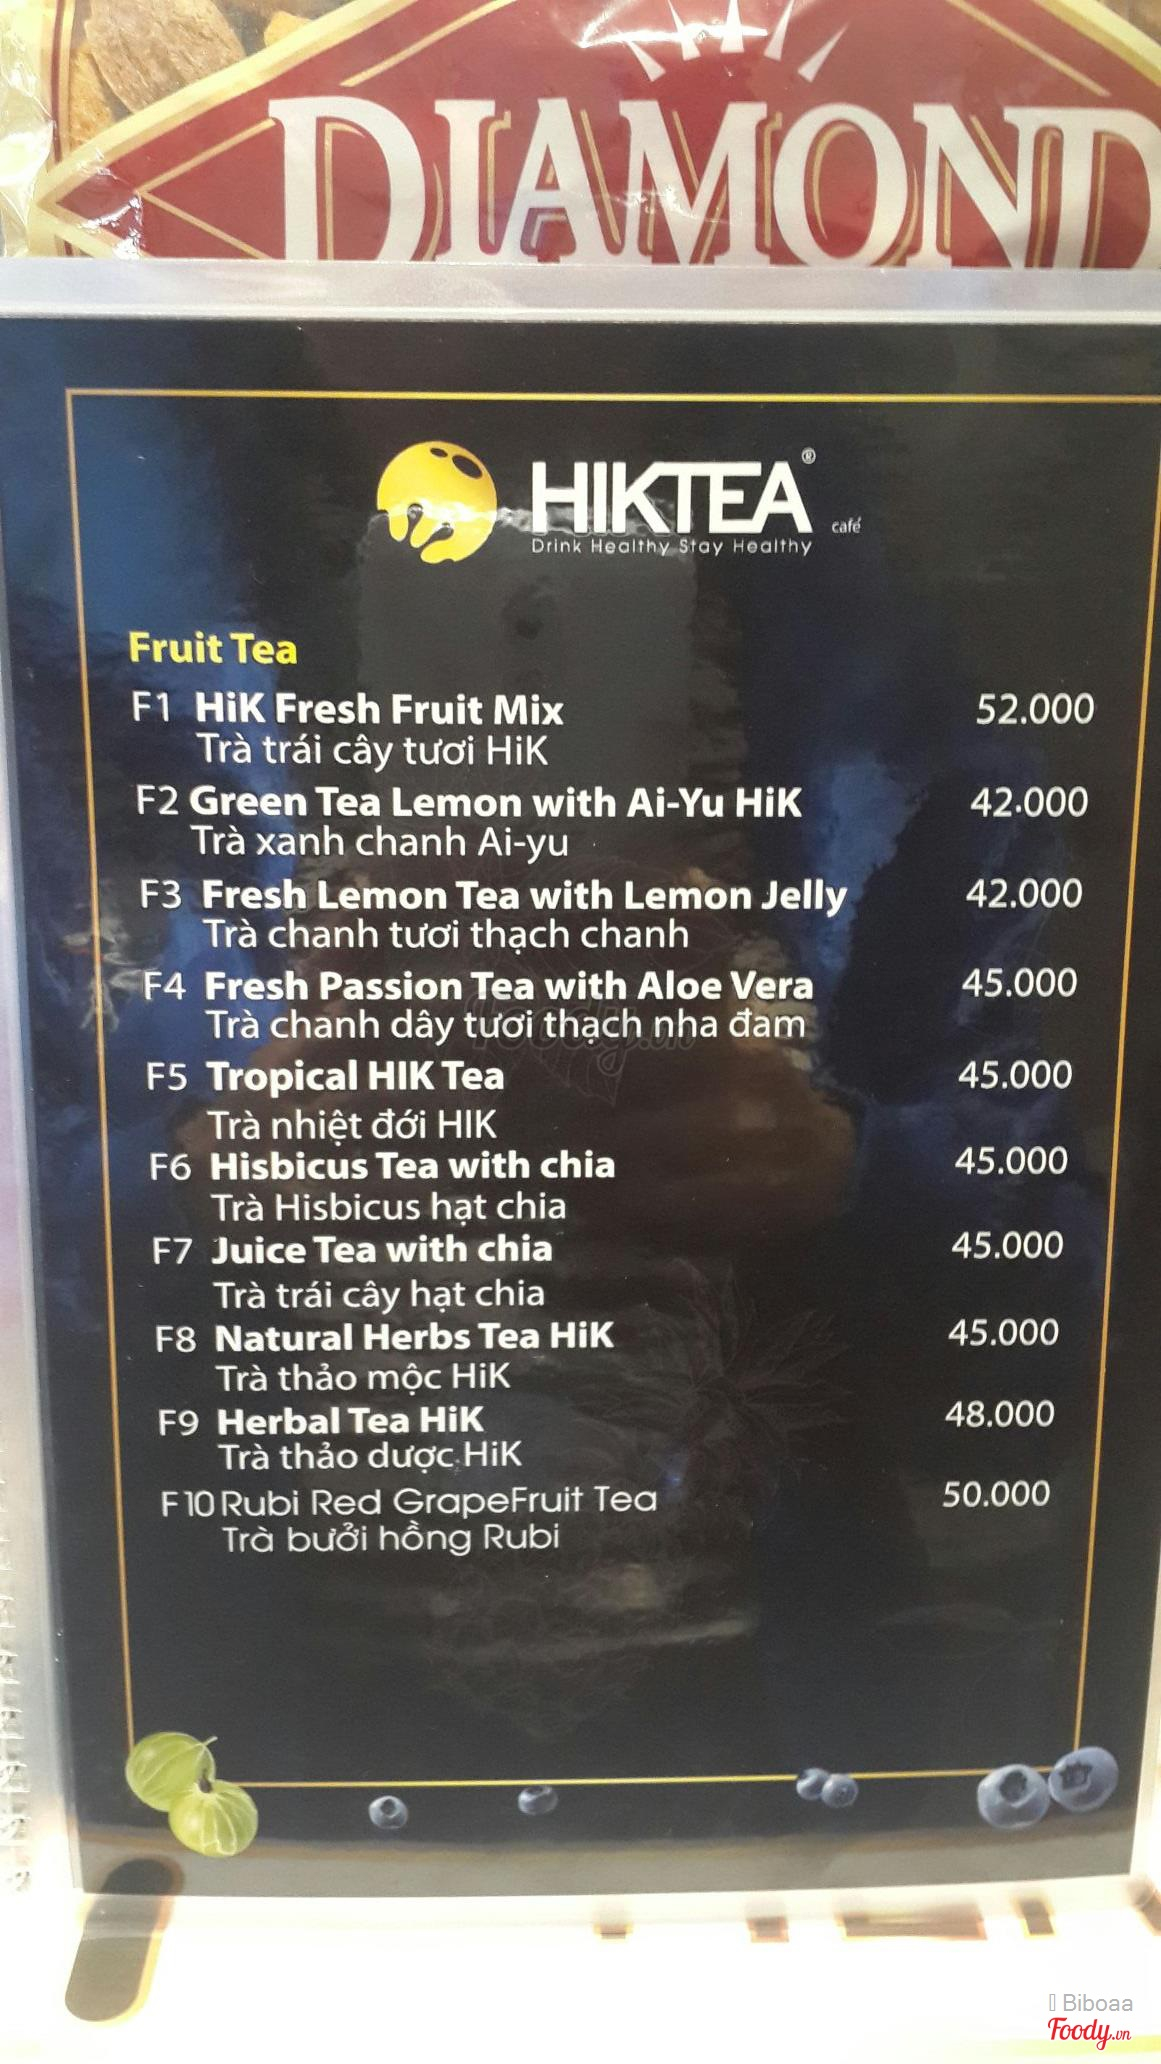 DIAMOND
HIKTEA® café
Drink Healthy Stay Healthy
Fruit Tea
F1 HiK Fresh Fruit Mix 52.000
Trà trái cây tươi HiK
F2 Green Tea Lemon with Ai-Yu HiK 42.000
Trà xanh chanh Ai-yu
F3 Fresh Lemon Tea with Lemon Jelly 42.000
Trà chanh tươi thạch chanh
F4 Fresh Passion Tea with Aloe Vera 45.000
Trà chanh dây tươi thạch nha đam
Foody.vn
F5 Tropical HIK Tea 45.000
Trà nhiệt đới HIK
F6 Hisbicus Tea with chia 45.000
Trà Hisbicus hạt chia
F7 Juice Tea with chia 45.000
Trà trái cây hạt chia
F8 Natural Herbs Tea HiK 45.000
Trà thảo mộc HiK
F9 Herbal Tea HiK 48.000
Trà thảo dược HiK
F10 Rubi Red GrapeFruit Tea 50.000
Trà bưởi hồng Rubi
Biboaa
Foody.vn